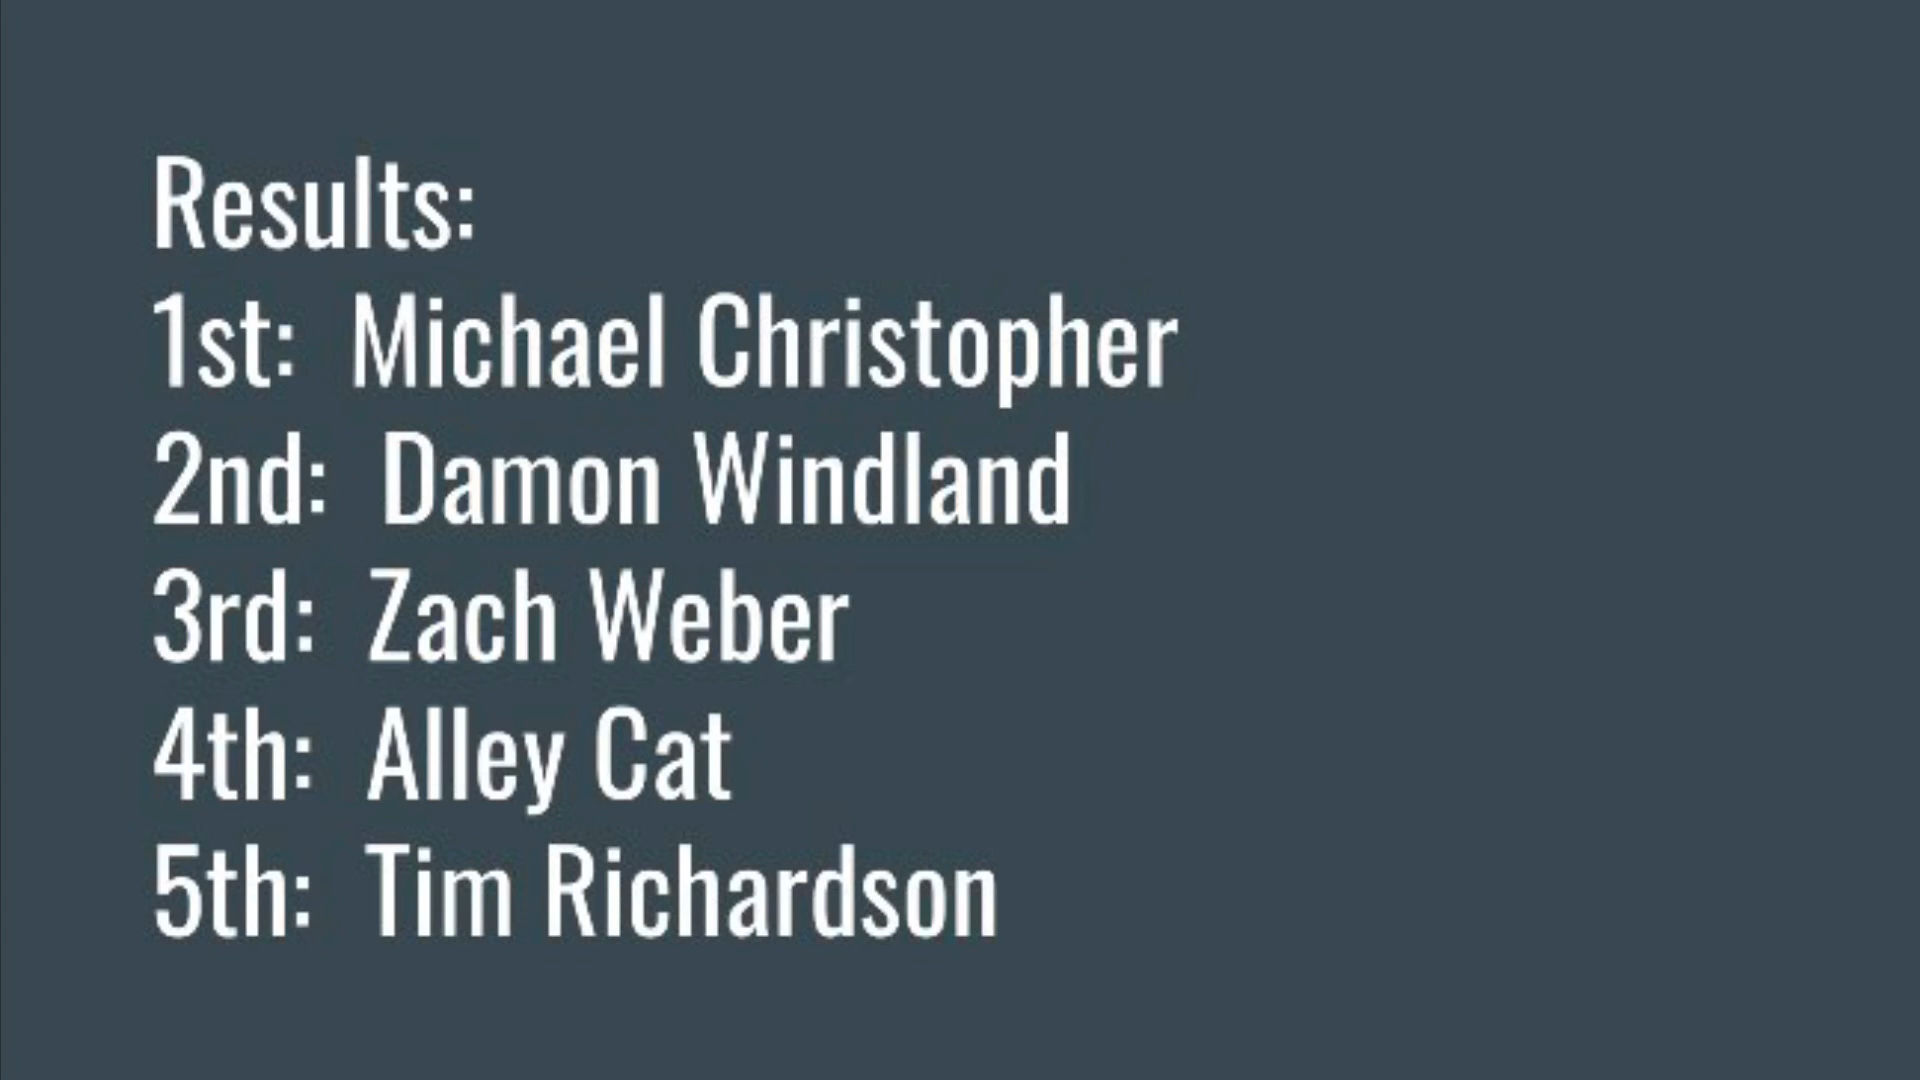 Results:
1st: Michael Christopher
2nd: Damon Windland
3rd: Zach Weber
4th: Alley Cat
5th: Tim Richardson